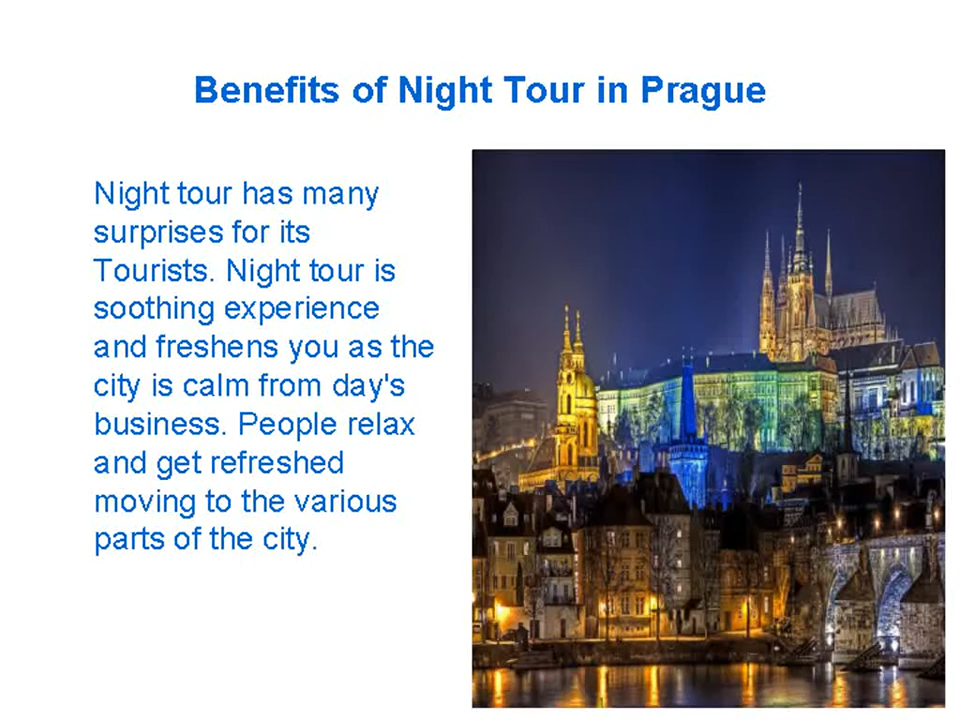 Benefits of Night Tour in Prague
Night tour has many
surprises for its
Tourists. Night tour is
soothing experience
and freshens you as the
city is calm from day's
business. People relax
and get refreshed
moving to the various
parts of the city.